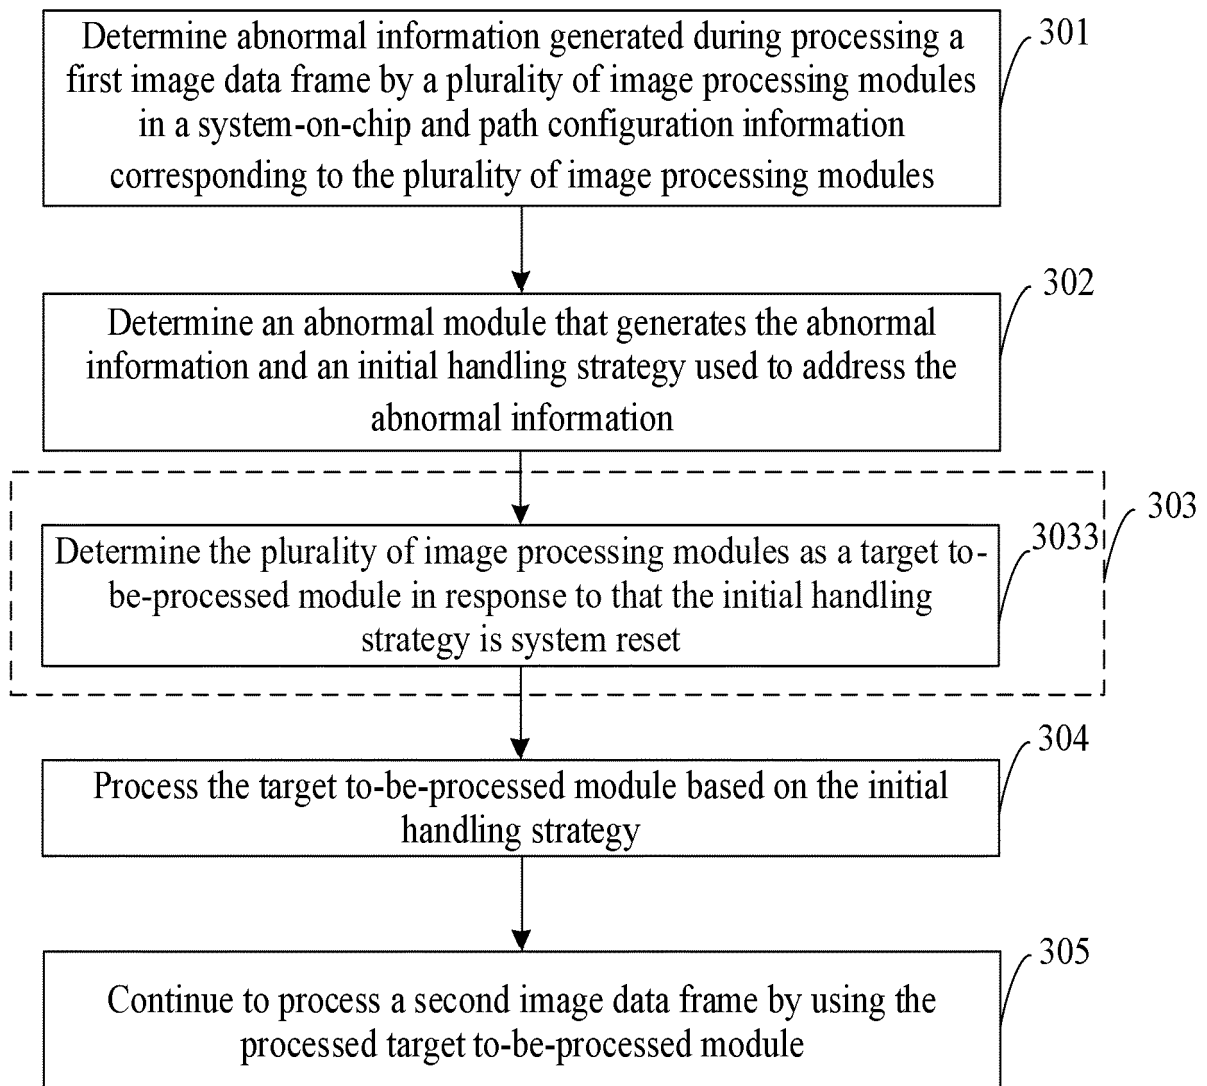 Determine abnormal information generated during processing a
first image data frame by a plurality of image processing modules
in a system-on-chip and path configuration information
corresponding to the plurality of image processing modules
301
Determine an abnormal module that generates the abnormal
information and an initial handling strategy used to address the
abnormal information
302
303
Determine the plurality of image processing modules as a target to-
be-processed module in response to that the initial handling
strategy is system reset
3033
Process the target to-be-processed module based on the initial
handling strategy
304
Continue to process a second image data frame by using the
processed target to-be-processed module
305